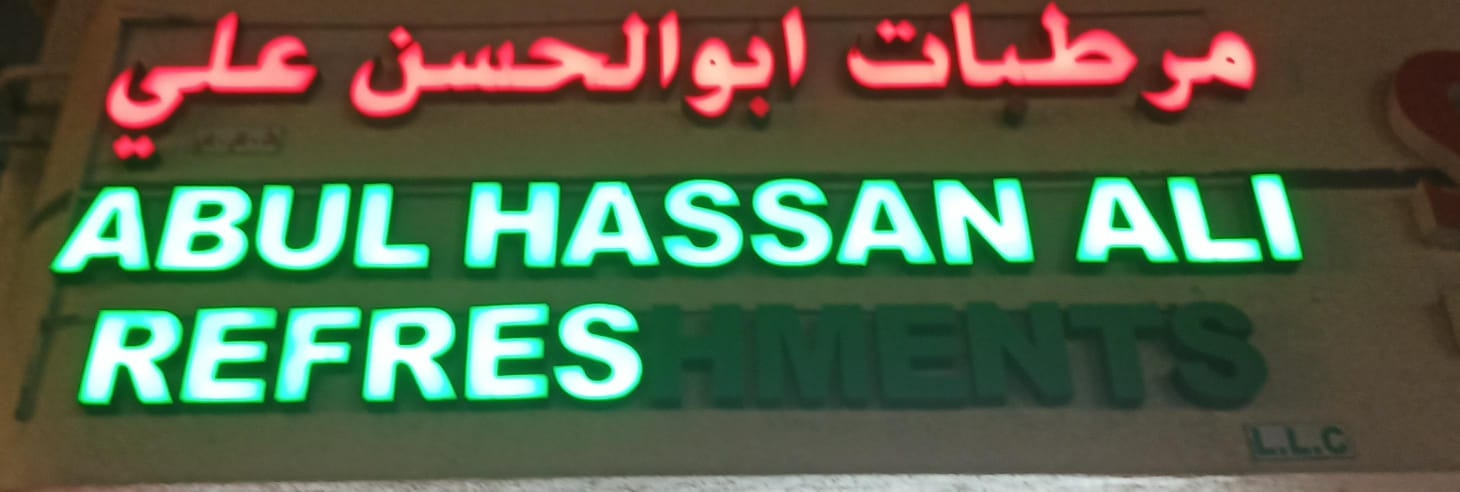 مرطبات ابوالحسن علي
ABUL HASSAN ALI
REFRESHMENTS
L.L.C